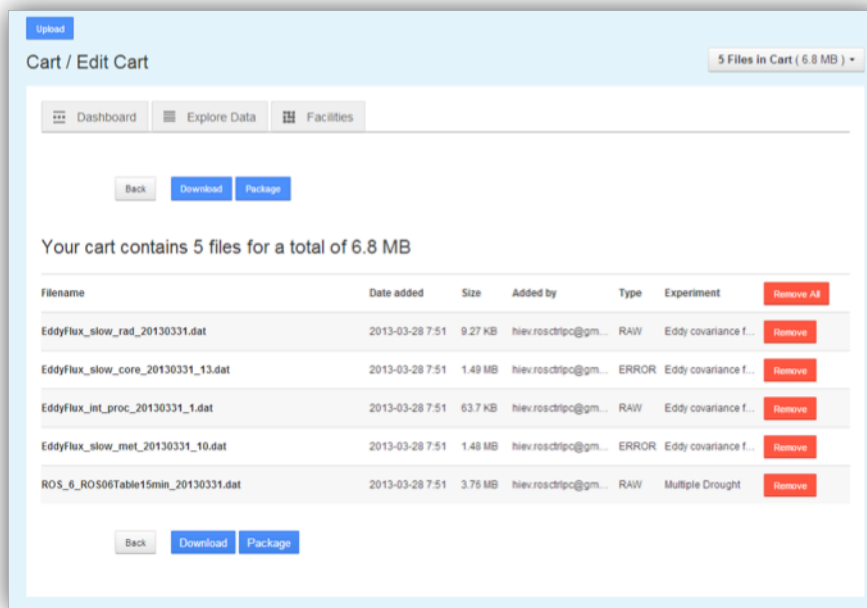 Upload
Cart / Edit Cart
5 Files in Cart ( 6.8 MB )
Dashboard Explore Data Facilities
Back Download Package
Your cart contains 5 files for a total of 6.8 MB
Filename Date added Size Added by Type Experiment Remove All
EddyFlux_slow_rad_20130331.dat 2013-03-28 7:51 9.27 KB hiev.rosctrlpc@gm... RAW Eddy covariance f... Remove
EddyFlux_slow_core_20130331_13.dat 2013-03-28 7:51 1.49 MB hiev.rosctrlpc@gm... ERROR Eddy covariance f... Remove
EddyFlux_int_proc_20130331_1.dat 2013-03-28 7:51 63.7 KB hiev.rosctrlpc@gm... RAW Eddy covariance f... Remove
EddyFlux_slow_met_20130331_10.dat 2013-03-28 7:51 1.48 MB hiev.rosctrlpc@gm... ERROR Eddy covariance f... Remove
ROS_6_ROS06Table15min_20130331.dat 2013-03-28 7:51 3.76 MB hiev.rosctrlpc@gm... RAW Multiple Drought Remove
Back Download Package